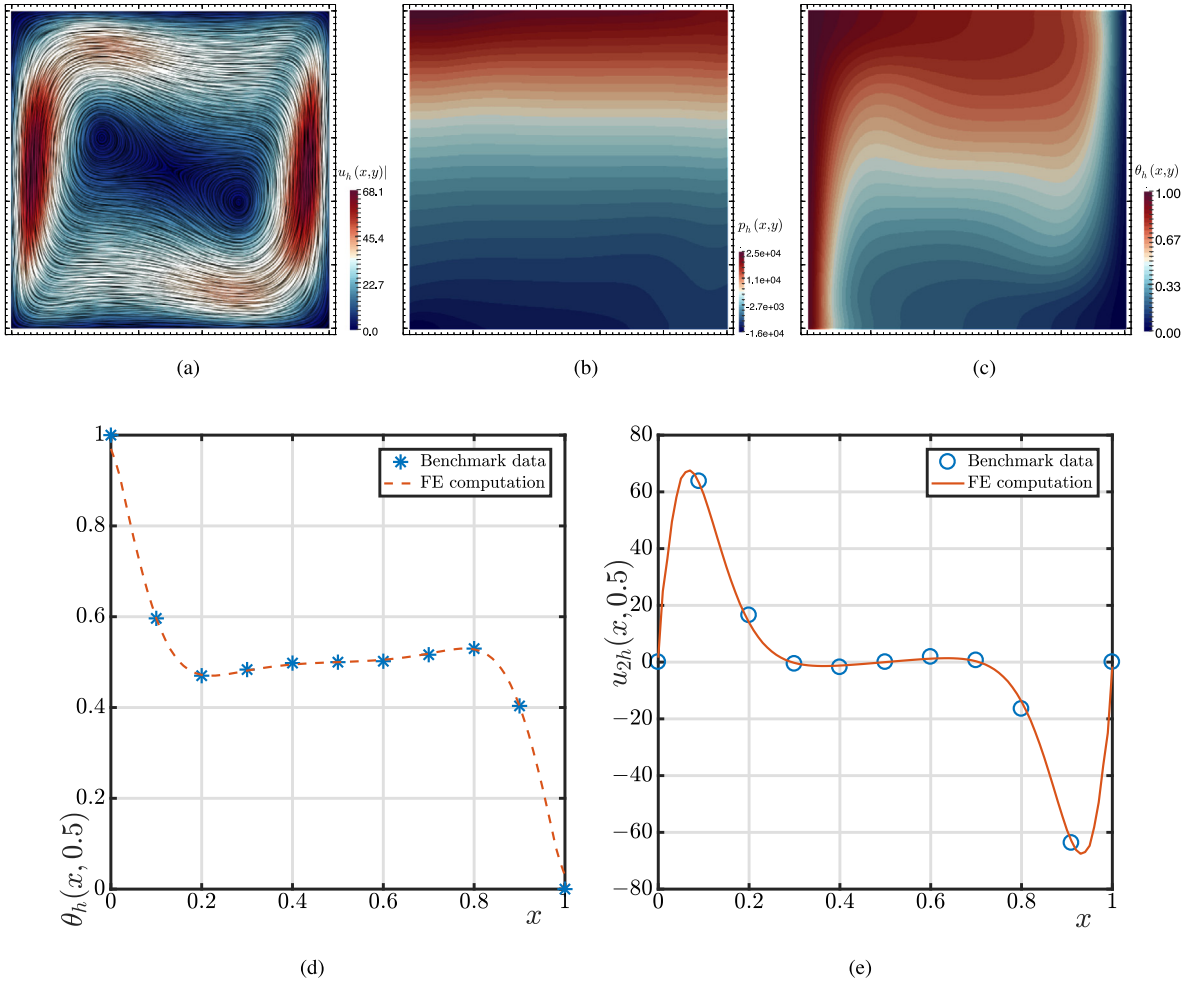 u_h(x,y)|
68.1
45.4
22.7
0.0
p_h(x,y)
2.5e+04
1.1e+04
-2.7e+03
-1.6e+04
θ_h(x,y)
1.00
0.67
0.33
0.00
(a)
(b)
(c)
θ_h(x, 0.5)
1
0.8
0.6
0.4
0.2
0
0
0.2
0.4
0.6
0.8
1
x
Benchmark data
FE computation
(d)
u_{2h}(x, 0.5)
80
60
40
20
0
−20
−40
−60
−80
0
0.2
0.4
0.6
0.8
1
x
Benchmark data
FE computation
(e)